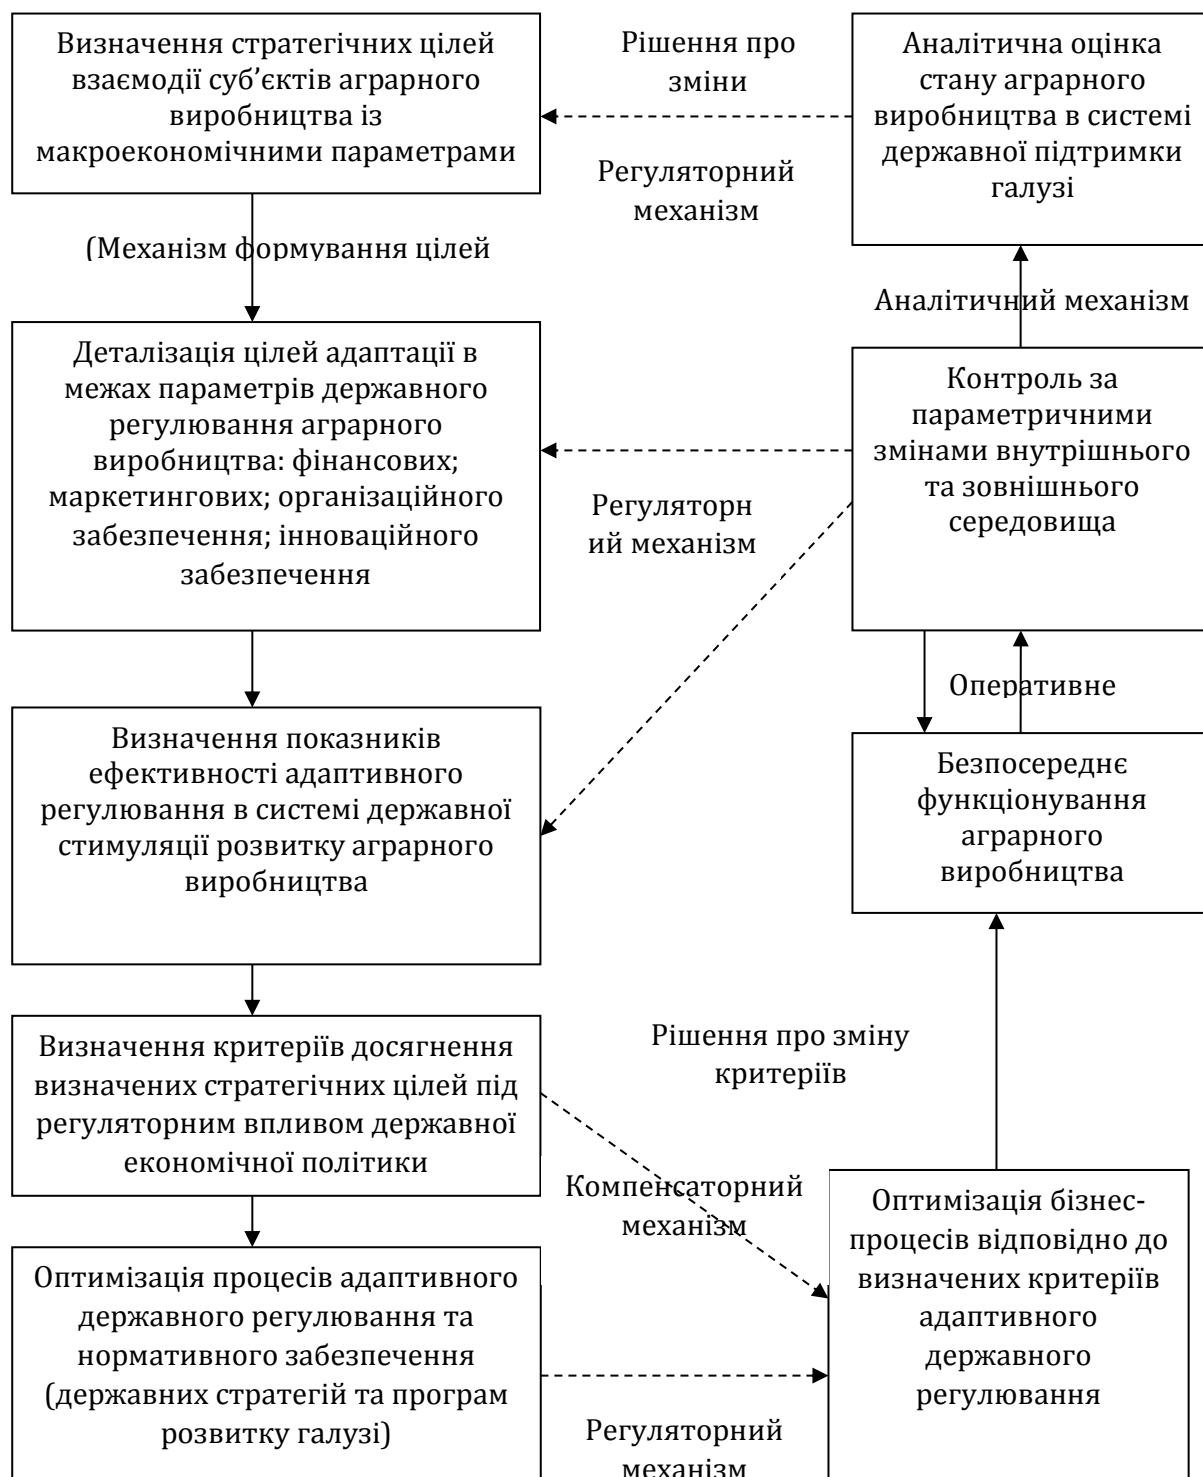 Визначення стратегічних цілей
взаємодії суб’єктів аграрного
виробництва із
макроекономічними параметрами
Рішення про
зміни
Регуляторний
механізм
Аналітична оцінка
стану аграрного
виробництва в системі
державної підтримки
галузі
(Механізм формування цілей
Аналітичний механізм
Деталізація цілей адаптації в
межах параметрів державного
регулювання аграрного
виробництва: фінансових;
маркетингових; організаційного
забезпечення; інноваційного
забезпечення
Регуляторн
ий механізм
Контроль за
параметричними
змінами внутрішнього
та зовнішнього
середовища
Оперативне
Визначення показників
ефективності адаптивного
регулювання в системі державної
стимуляції розвитку аграрного
виробництва
Безпосереднє
функціонування
аграрного
виробництва
Визначення критеріїв досягнення
визначених стратегічних цілей під
регуляторним впливом державної
економічної політики
Рішення про зміну
критеріїв
Компенсаторний
механізм
Оптимізація процесів адаптивного
державного регулювання та
нормативного забезпечення
(державних стратегій та програм
розвитку галузі)
Оптимізація бізнес-
процесів відповідно до
визначених критеріїв
адаптивного
державного
регулювання
Регуляторний
механізм